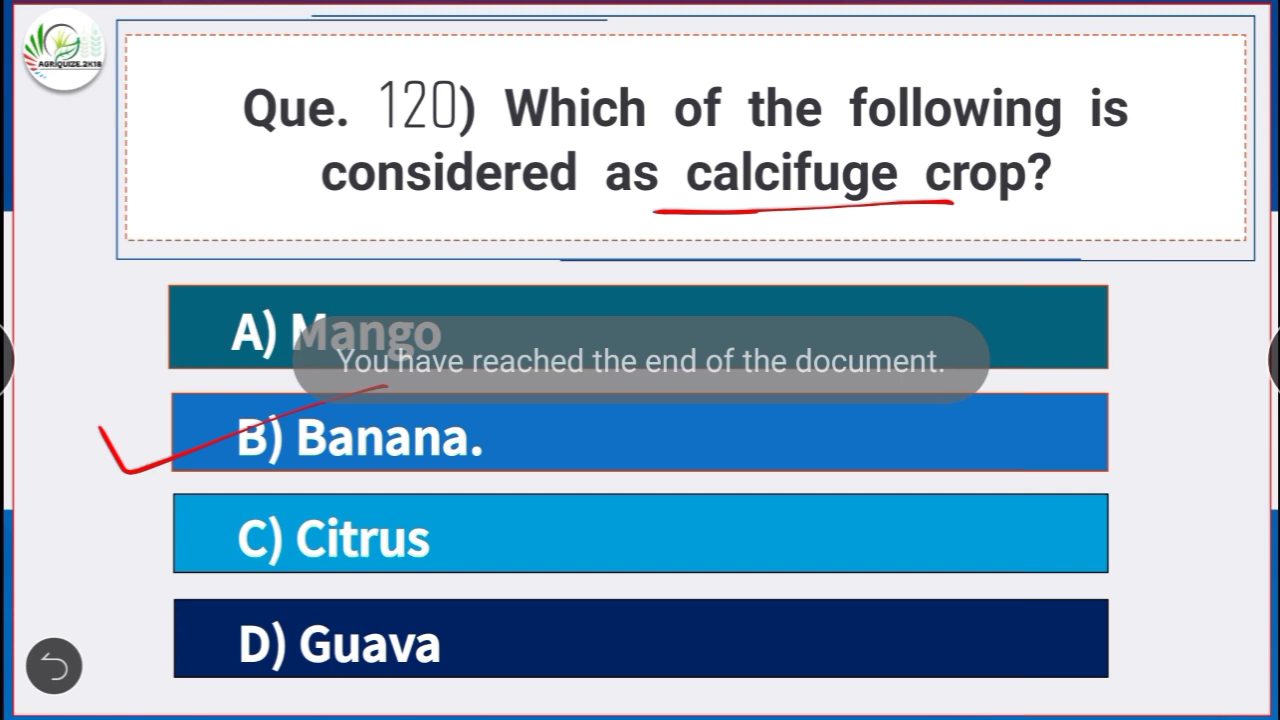 AGRIQUIZE.2K18
Que. 120) Which of the following is
considered as calcifuge crop?
A) Mango
You have reached the end of the document.
B) Banana.
C) Citrus
D) Guava